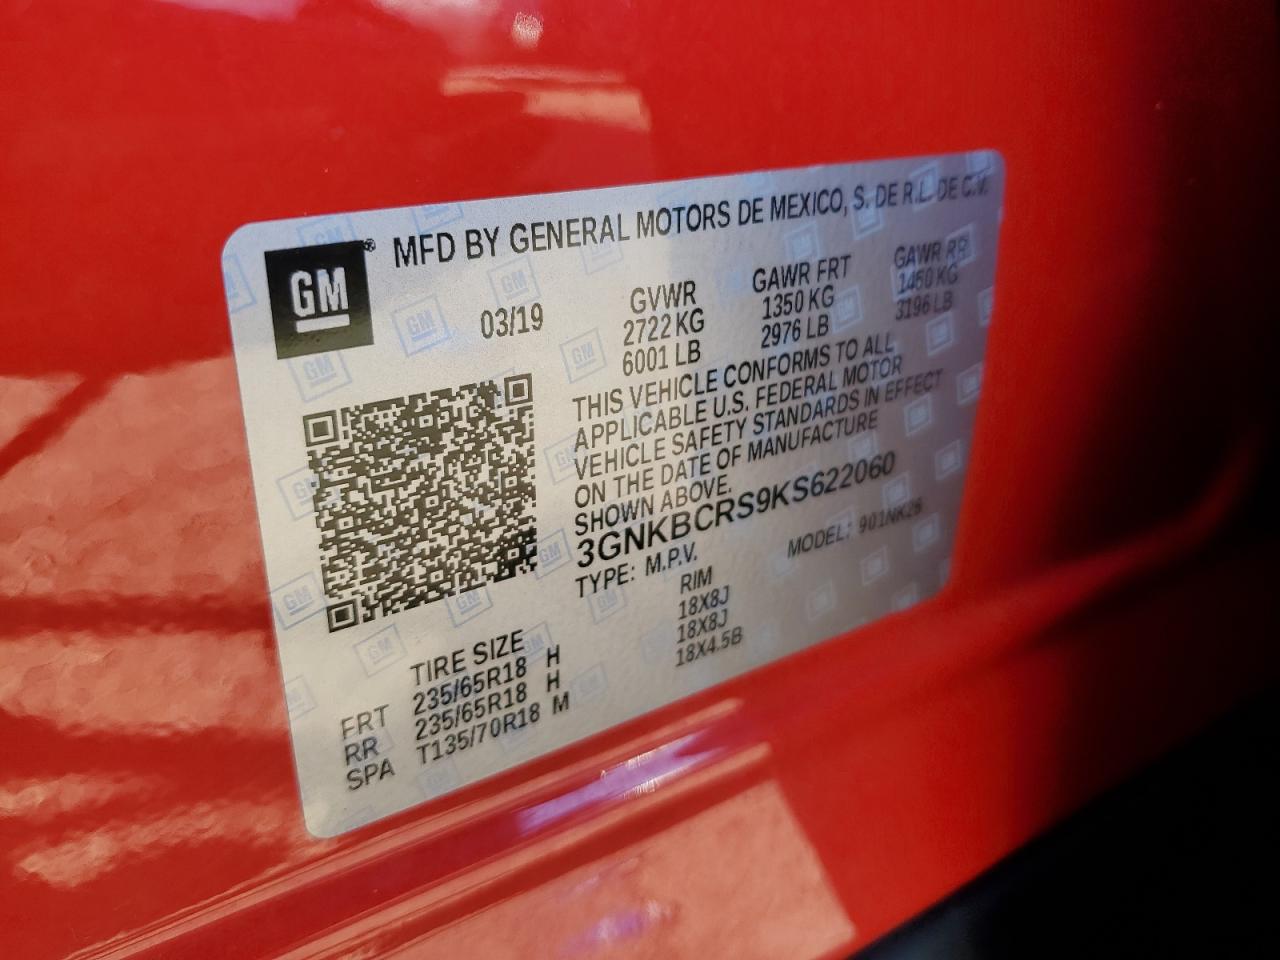 GM
® MFD BY GENERAL MOTORS DE MEXICO, S. DE R.L. DE C.V.
03/19
GVWR GAWR FRT GAWR RR
2722 KG 1350 KG 1450 KG
6001 LB 2976 LB 3196 LB
THIS VEHICLE CONFORMS TO ALL
APPLICABLE U.S. FEDERAL MOTOR
VEHICLE SAFETY STANDARDS IN EFFECT
ON THE DATE OF MANUFACTURE
SHOWN ABOVE.
3GNKBCRS9KS622060
TYPE: M.P.V. MODEL: 901NK26
TIRE SIZE RIM
FRT 235/65R18 H 18X8J
RR 235/65R18 H 18X8J
SPA T135/70R18 M 18X4.5B